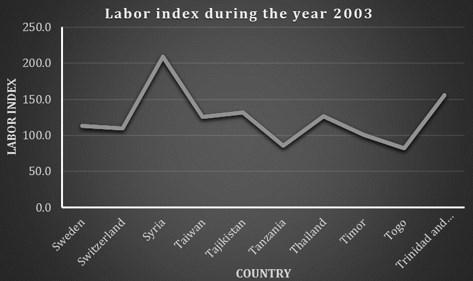 Labor index during the year 2003
250.0
200.0
150.0
100.0
50.0
0.0
LABOR INDEX
Sweden
Switzerland
Syria
Taiwan
Tajikistan
Tanzania
Thailand
Timor
Togo
Trinidad and ...
COUNTRY